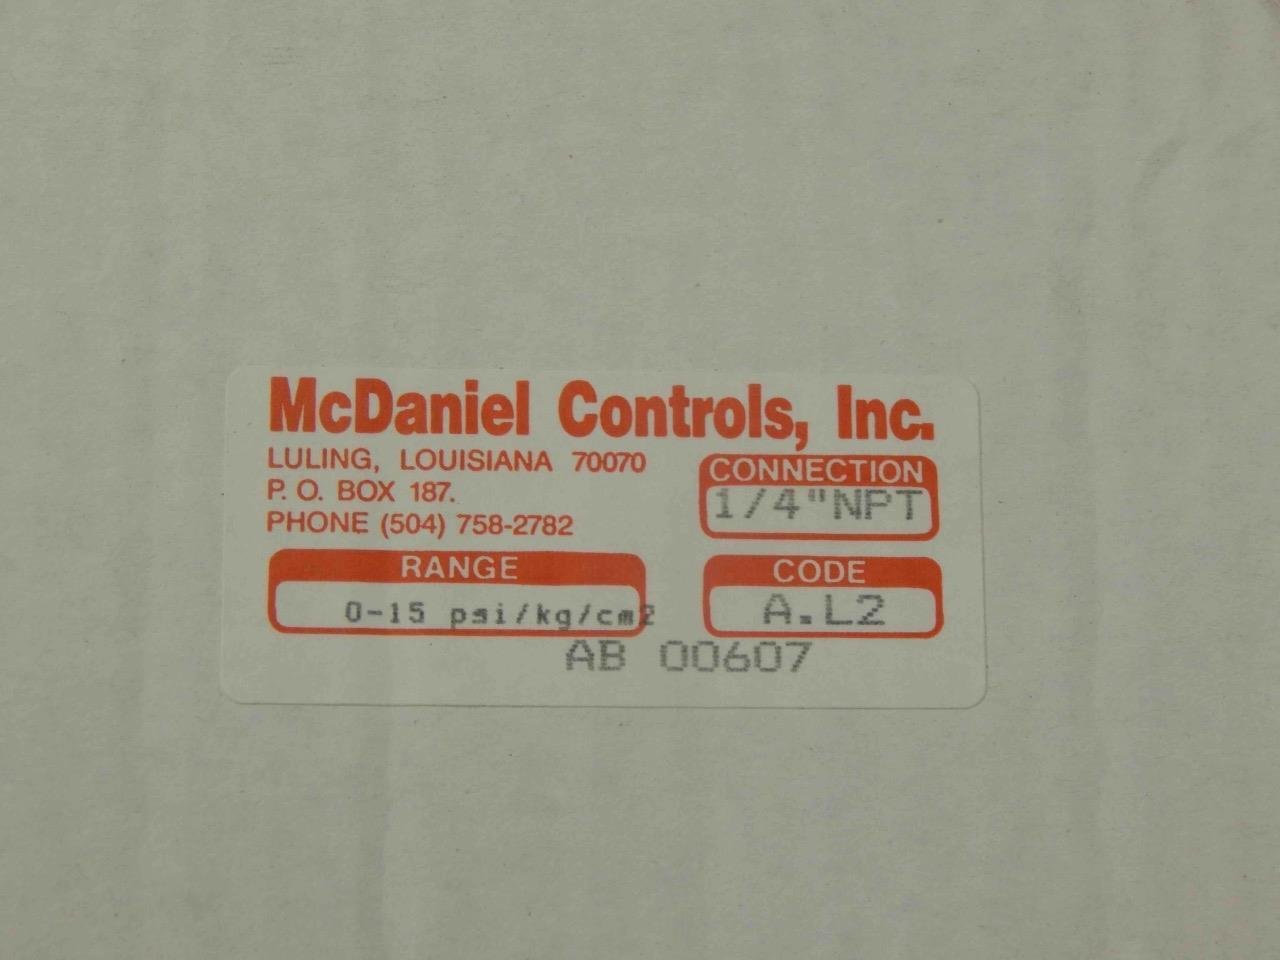 McDaniel Controls, Inc.
LULING, LOUISIANA 70070
P. O. BOX 187.
PHONE (504) 758-2782
CONNECTION
1/4"NPT
RANGE
0-15 psi/kg/cm2
CODE
A.L2
AB 00607